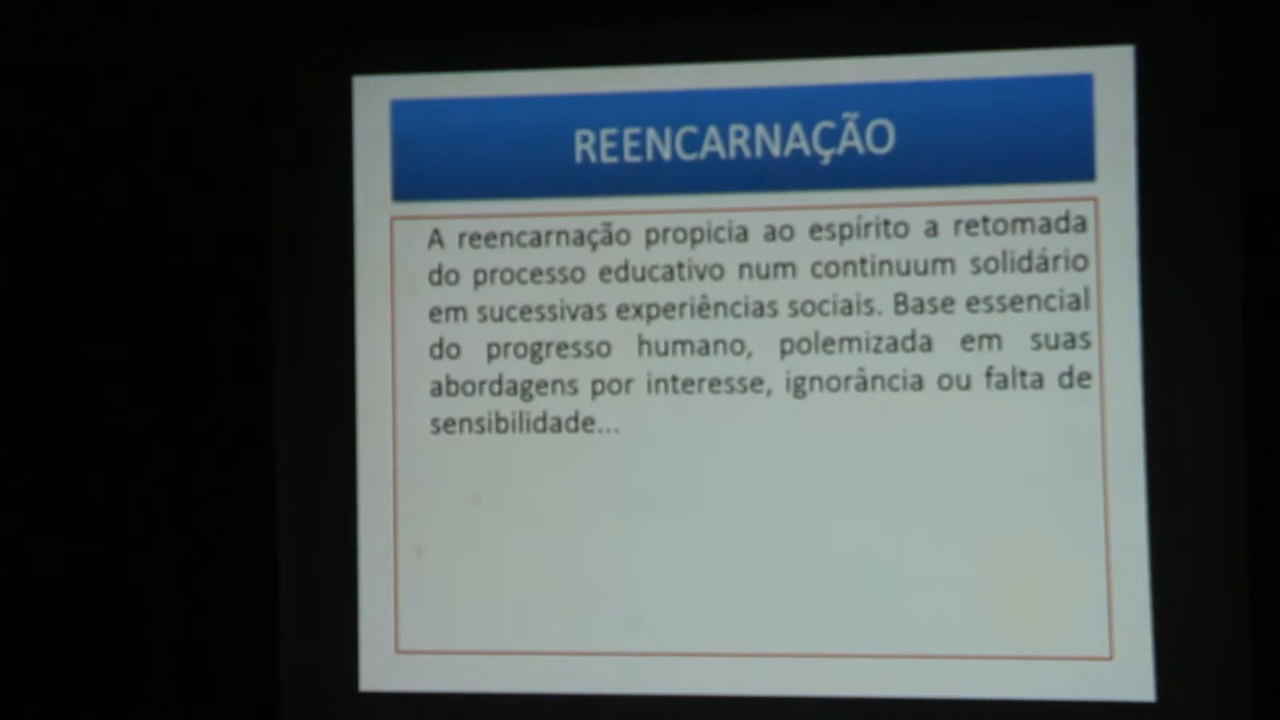 REENCARNAÇÃO
A reencarnação propicia ao espírito a retomada
do processo educativo num continuum solidário
em sucessivas experiências sociais. Base essencial
do progresso humano, polemizada em suas
abordagens por interesse, ignorância ou falta de
sensibilidade...